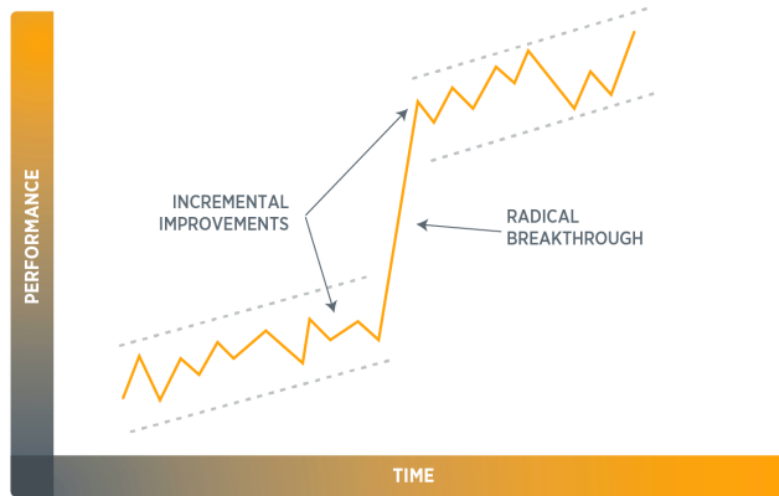 PERFORMANCE
INCREMENTAL
IMPROVEMENTS
RADICAL
BREAKTHROUGH
TIME